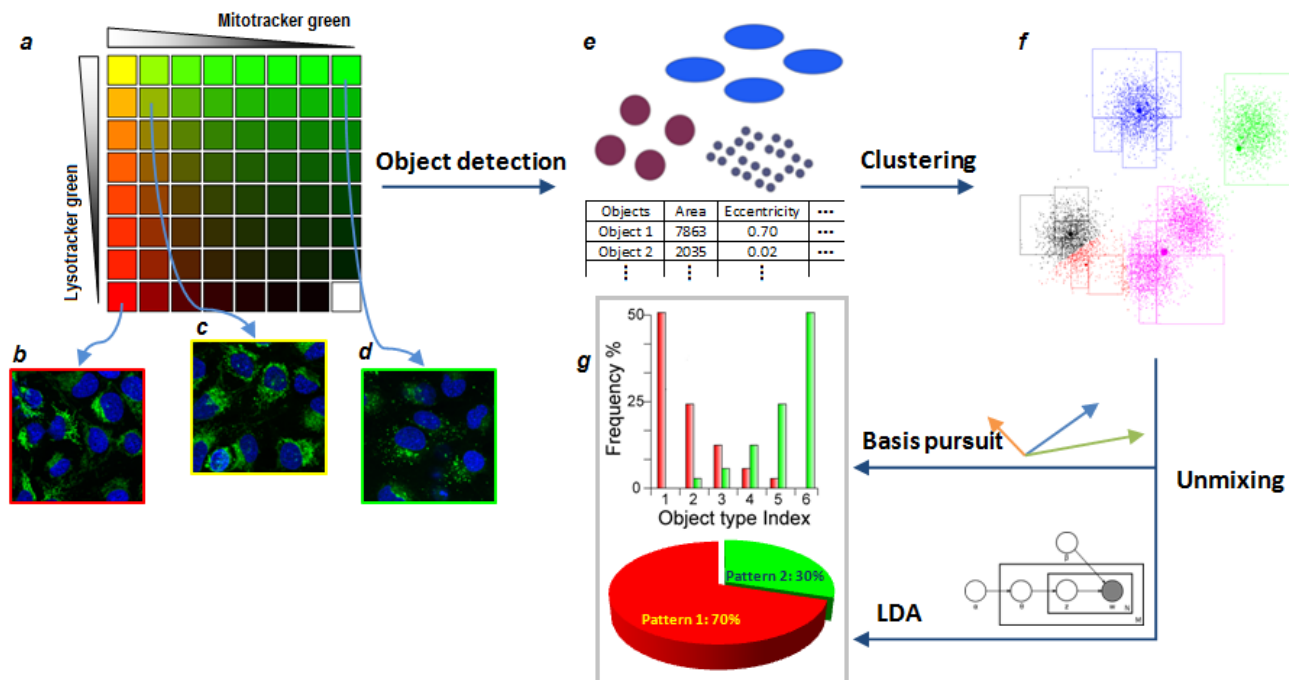 Mitotracker green
a
Lysotracker green
b
c
d
Object detection
e
Objects Area Eccentricity ...
Object 1 7863 0.70 ...
Object 2 2035 0.02 ...
Clustering
f
g
Frequency %
50
25
0
1 2 3 4 5 6
Object type Index
Pattern 2: 30%
Pattern 1: 70%
Basis pursuit
Unmixing
LDA
β
α θ z w
N
M